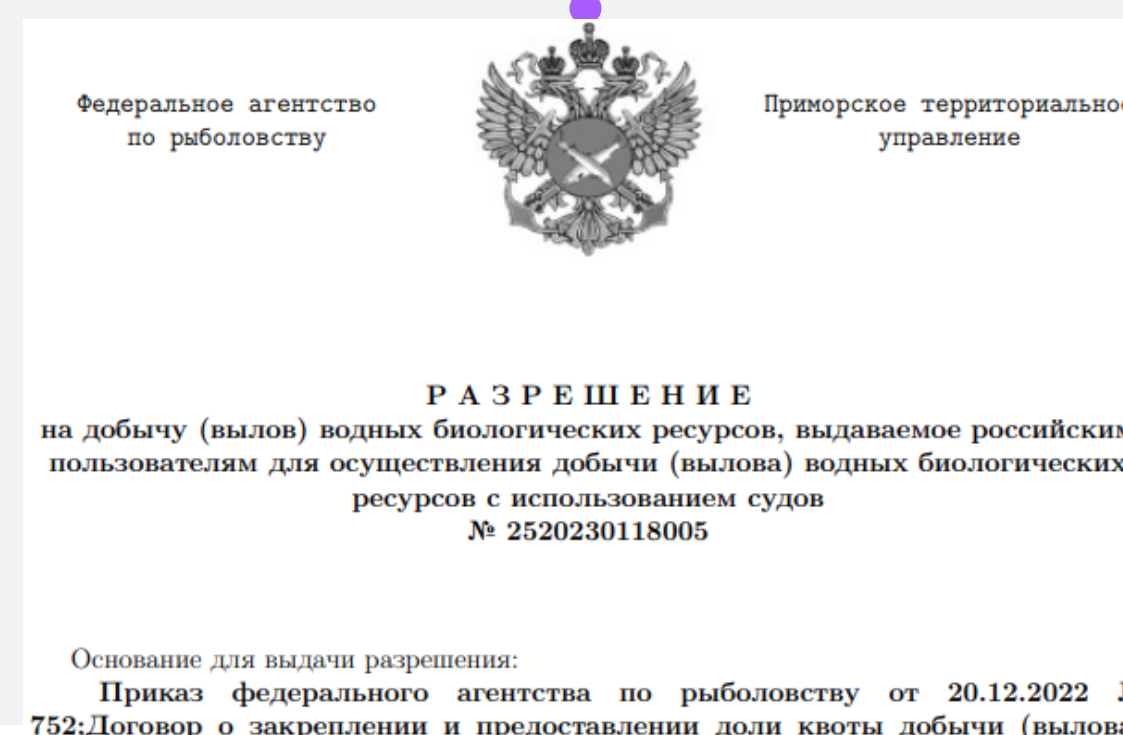 Федеральное агентство
по рыболовству
Приморское территориально
управление
Р А З Р Е Ш Е Н И Е
на добычу (вылов) водных биологических ресурсов, выдаваемое российским
пользователям для осуществления добычи (вылова) водных биологических
ресурсов с использованием судов
№ 2520230118005
Основание для выдачи разрешения:
Приказ федерального агентства по рыболовству от 20.12.2022
752;Договор о закреплении и предоставлении доли квоты добычи (вылова